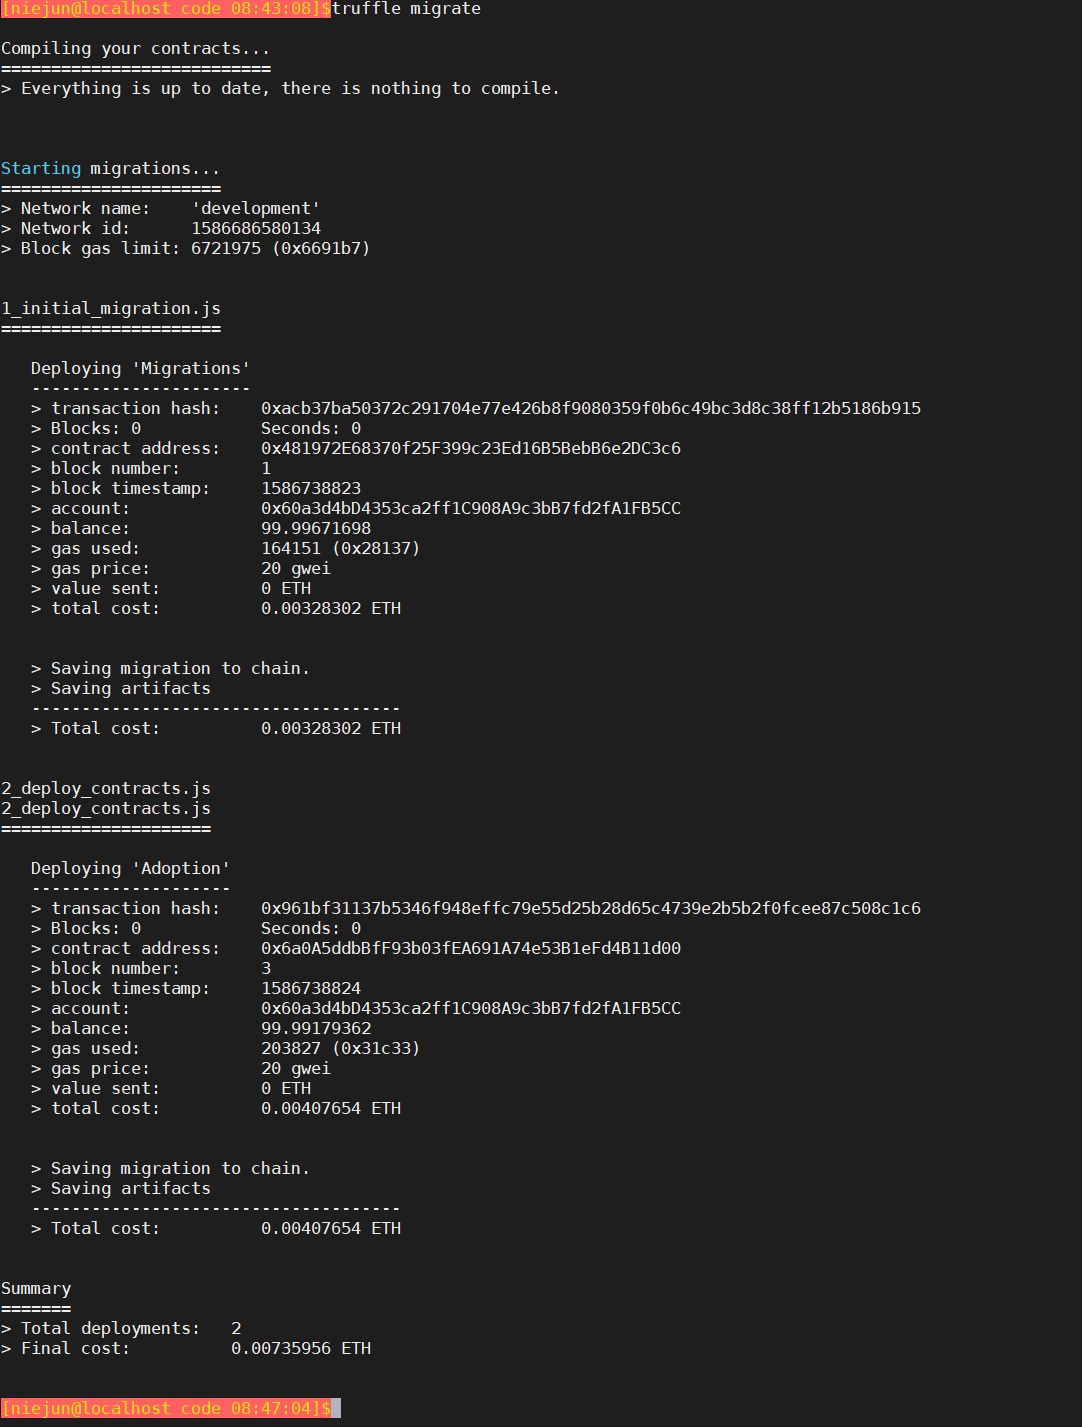 [niejun@localhost code 08:43:08]$truffle migrate
Compiling your contracts...
===========================
> Everything is up to date, there is nothing to compile.
Starting migrations...
======================
> Network name:    'development'
> Network id:      1586686580134
> Block gas limit: 6721975 (0x6691b7)
1_initial_migration.js
======================
   Deploying 'Migrations'
   ----------------------
   > transaction hash:    0xacb37ba50372c291704e77e426b8f9080359f0b6c49bc3d8c38ff12b5186b915
   > Blocks: 0            Seconds: 0
   > contract address:    0x481972E68370f25F399c23Ed16B5BebB6e2DC3c6
   > block number:        1
   > block timestamp:     1586738823
   > account:             0x60a3d4bD4353ca2ff1C908A9c3bB7fd2fA1FB5CC
   > balance:             99.99671698
   > gas used:            164151 (0x28137)
   > gas price:           20 gwei
   > value sent:          0 ETH
   > total cost:          0.00328302 ETH
   > Saving migration to chain.
   > Saving artifacts
   -------------------------------------
   > Total cost:          0.00328302 ETH
2_deploy_contracts.js
2_deploy_contracts.js
=====================
   Deploying 'Adoption'
   --------------------
   > transaction hash:    0x961bf31137b5346f948effc79e55d25b28d65c4739e2b5b2f0fcee87c508c1c6
   > Blocks: 0            Seconds: 0
   > contract address:    0x6a0A5ddbBfF93b03fEA691A74e53B1eFd4B11d00
   > block number:        3
   > block timestamp:     1586738824
   > account:             0x60a3d4bD4353ca2ff1C908A9c3bB7fd2fA1FB5CC
   > balance:             99.99179362
   > gas used:            203827 (0x31c33)
   > gas price:           20 gwei
   > value sent:          0 ETH
   > total cost:          0.00407654 ETH
   > Saving migration to chain.
   > Saving artifacts
   -------------------------------------
   > Total cost:          0.00407654 ETH
Summary
=======
> Total deployments:   2
> Final cost:          0.00735956 ETH
[niejun@localhost code 08:47:04]$